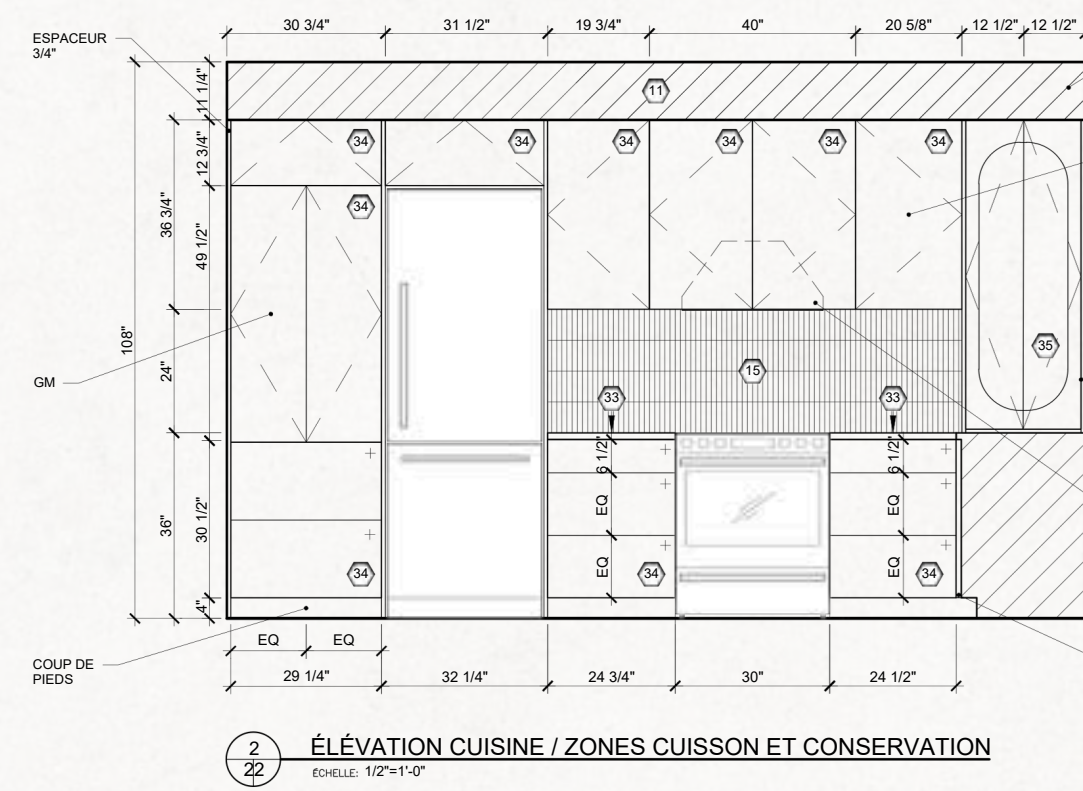 30 3/4" 31 1/2" 19 3/4" 40" 20 5/8" 12 1/2" 12 1/2"
ESPACEUR
3/4"
11 1/4"
11
12 3/4"
34 34 34 34 34 34
34
36 3/4"
49 1/2"
108"
24"
35
15
GM
33 33
6 1/2" 6 1/2"
EQ EQ
36"
30 1/2"
EQ EQ
34 34 34
4"
EQ EQ
COUP DE
PIEDS
29 1/4" 32 1/4" 24 3/4" 30" 24 1/2"
2
22
ÉLÉVATION CUISINE / ZONES CUISSON ET CONSERVATION
ÉCHELLE: 1/2"=1'-0"